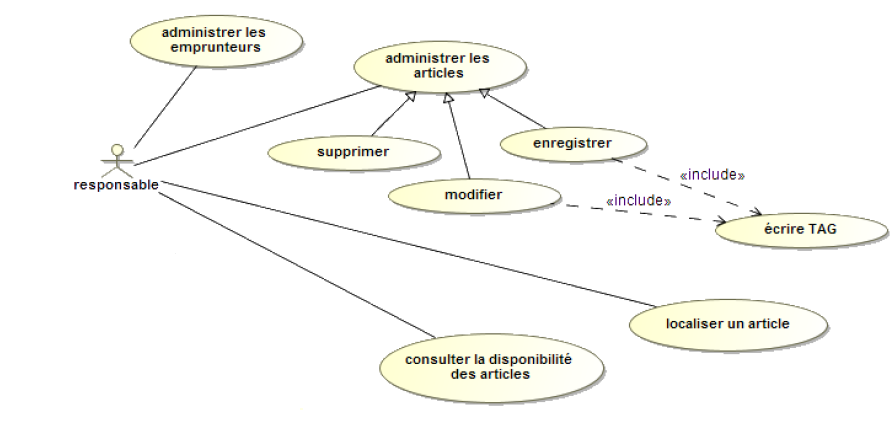 administrer les
emprunteurs
administrer les
articles
supprimer
enregistrer
responsable
modifier
«include»
«include»
écrire TAG
localiser un article
consulter la disponibilité
des articles